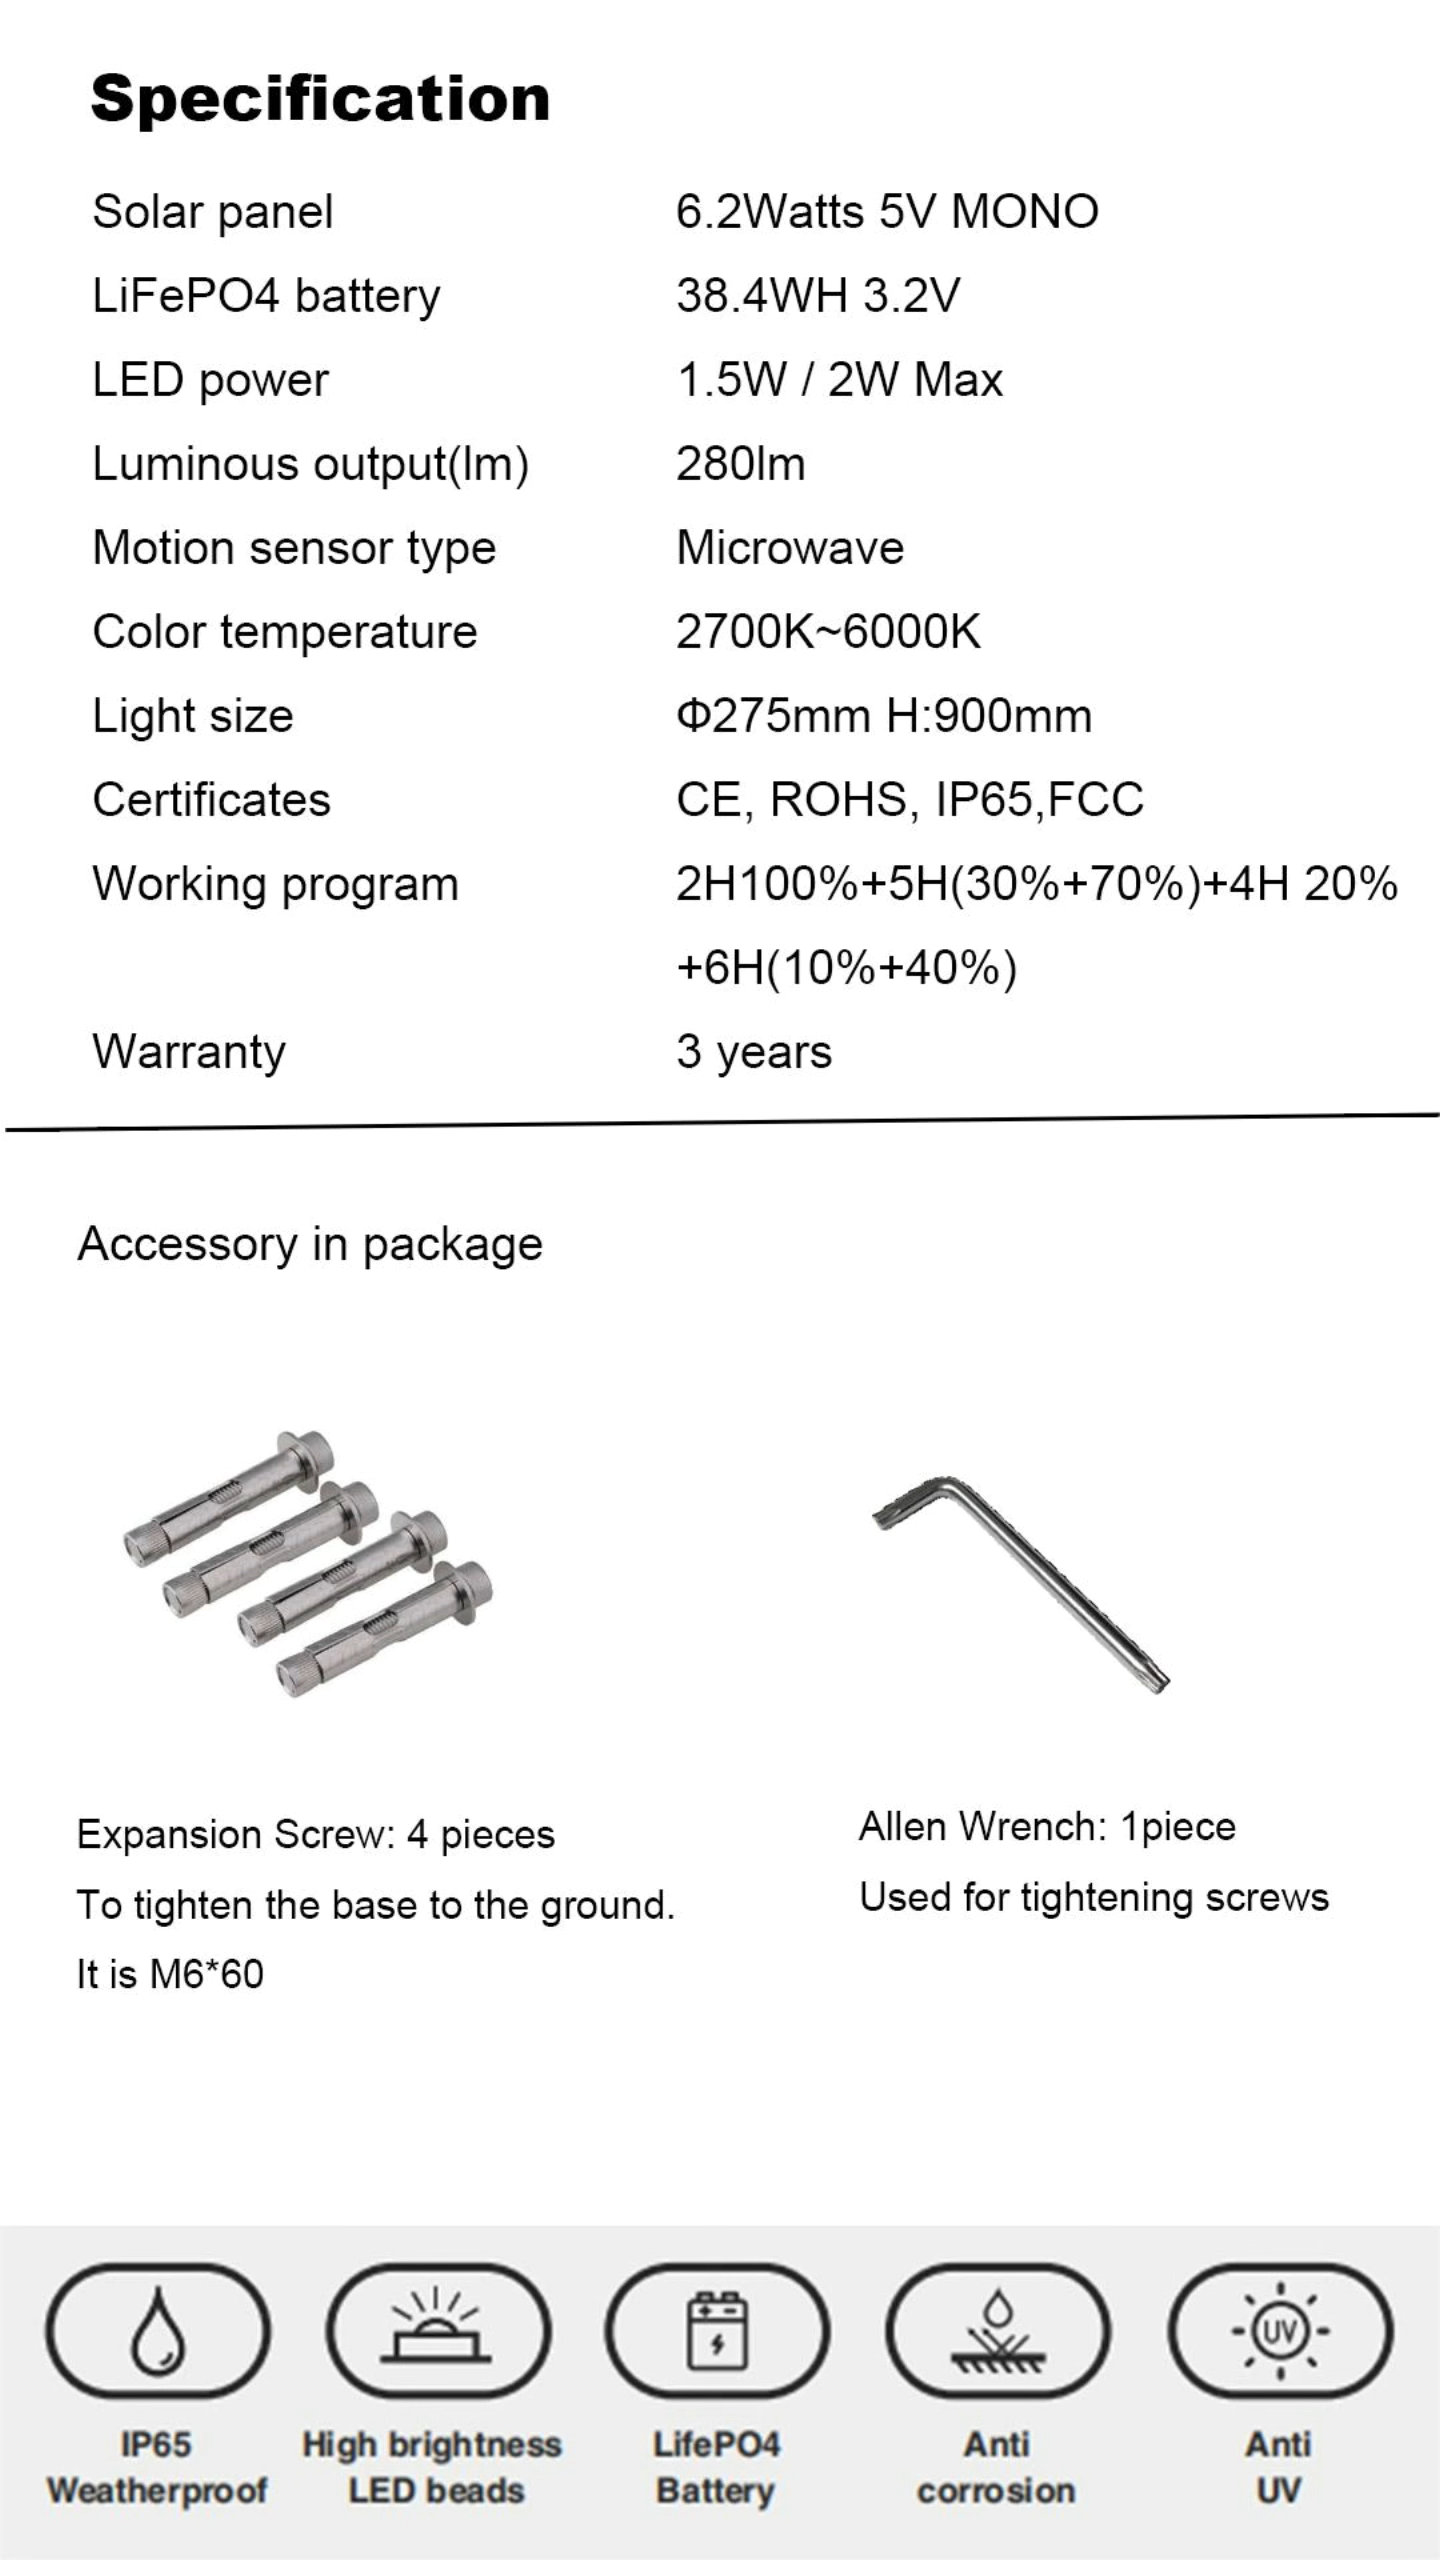 Specification
Solar panel 6.2Watts 5V MONO
LiFePO4 battery 38.4WH 3.2V
LED power 1.5W / 2W Max
Luminous output(lm) 280lm
Motion sensor type Microwave
Color temperature 2700K~6000K
Light size Φ275mm H:900mm
Certificates CE, ROHS, IP65,FCC
Working program 2H100%+5H(30%+70%)+4H 20%
+6H(10%+40%)
Warranty 3 years
Accessory in package
Expansion Screw: 4 pieces
To tighten the base to the ground.
It is M6*60
Allen Wrench: 1piece
Used for tightening screws
UV
IP65
Weatherproof
High brightness
LED beads
LifePO4
Battery
Anti
corrosion
Anti
UV